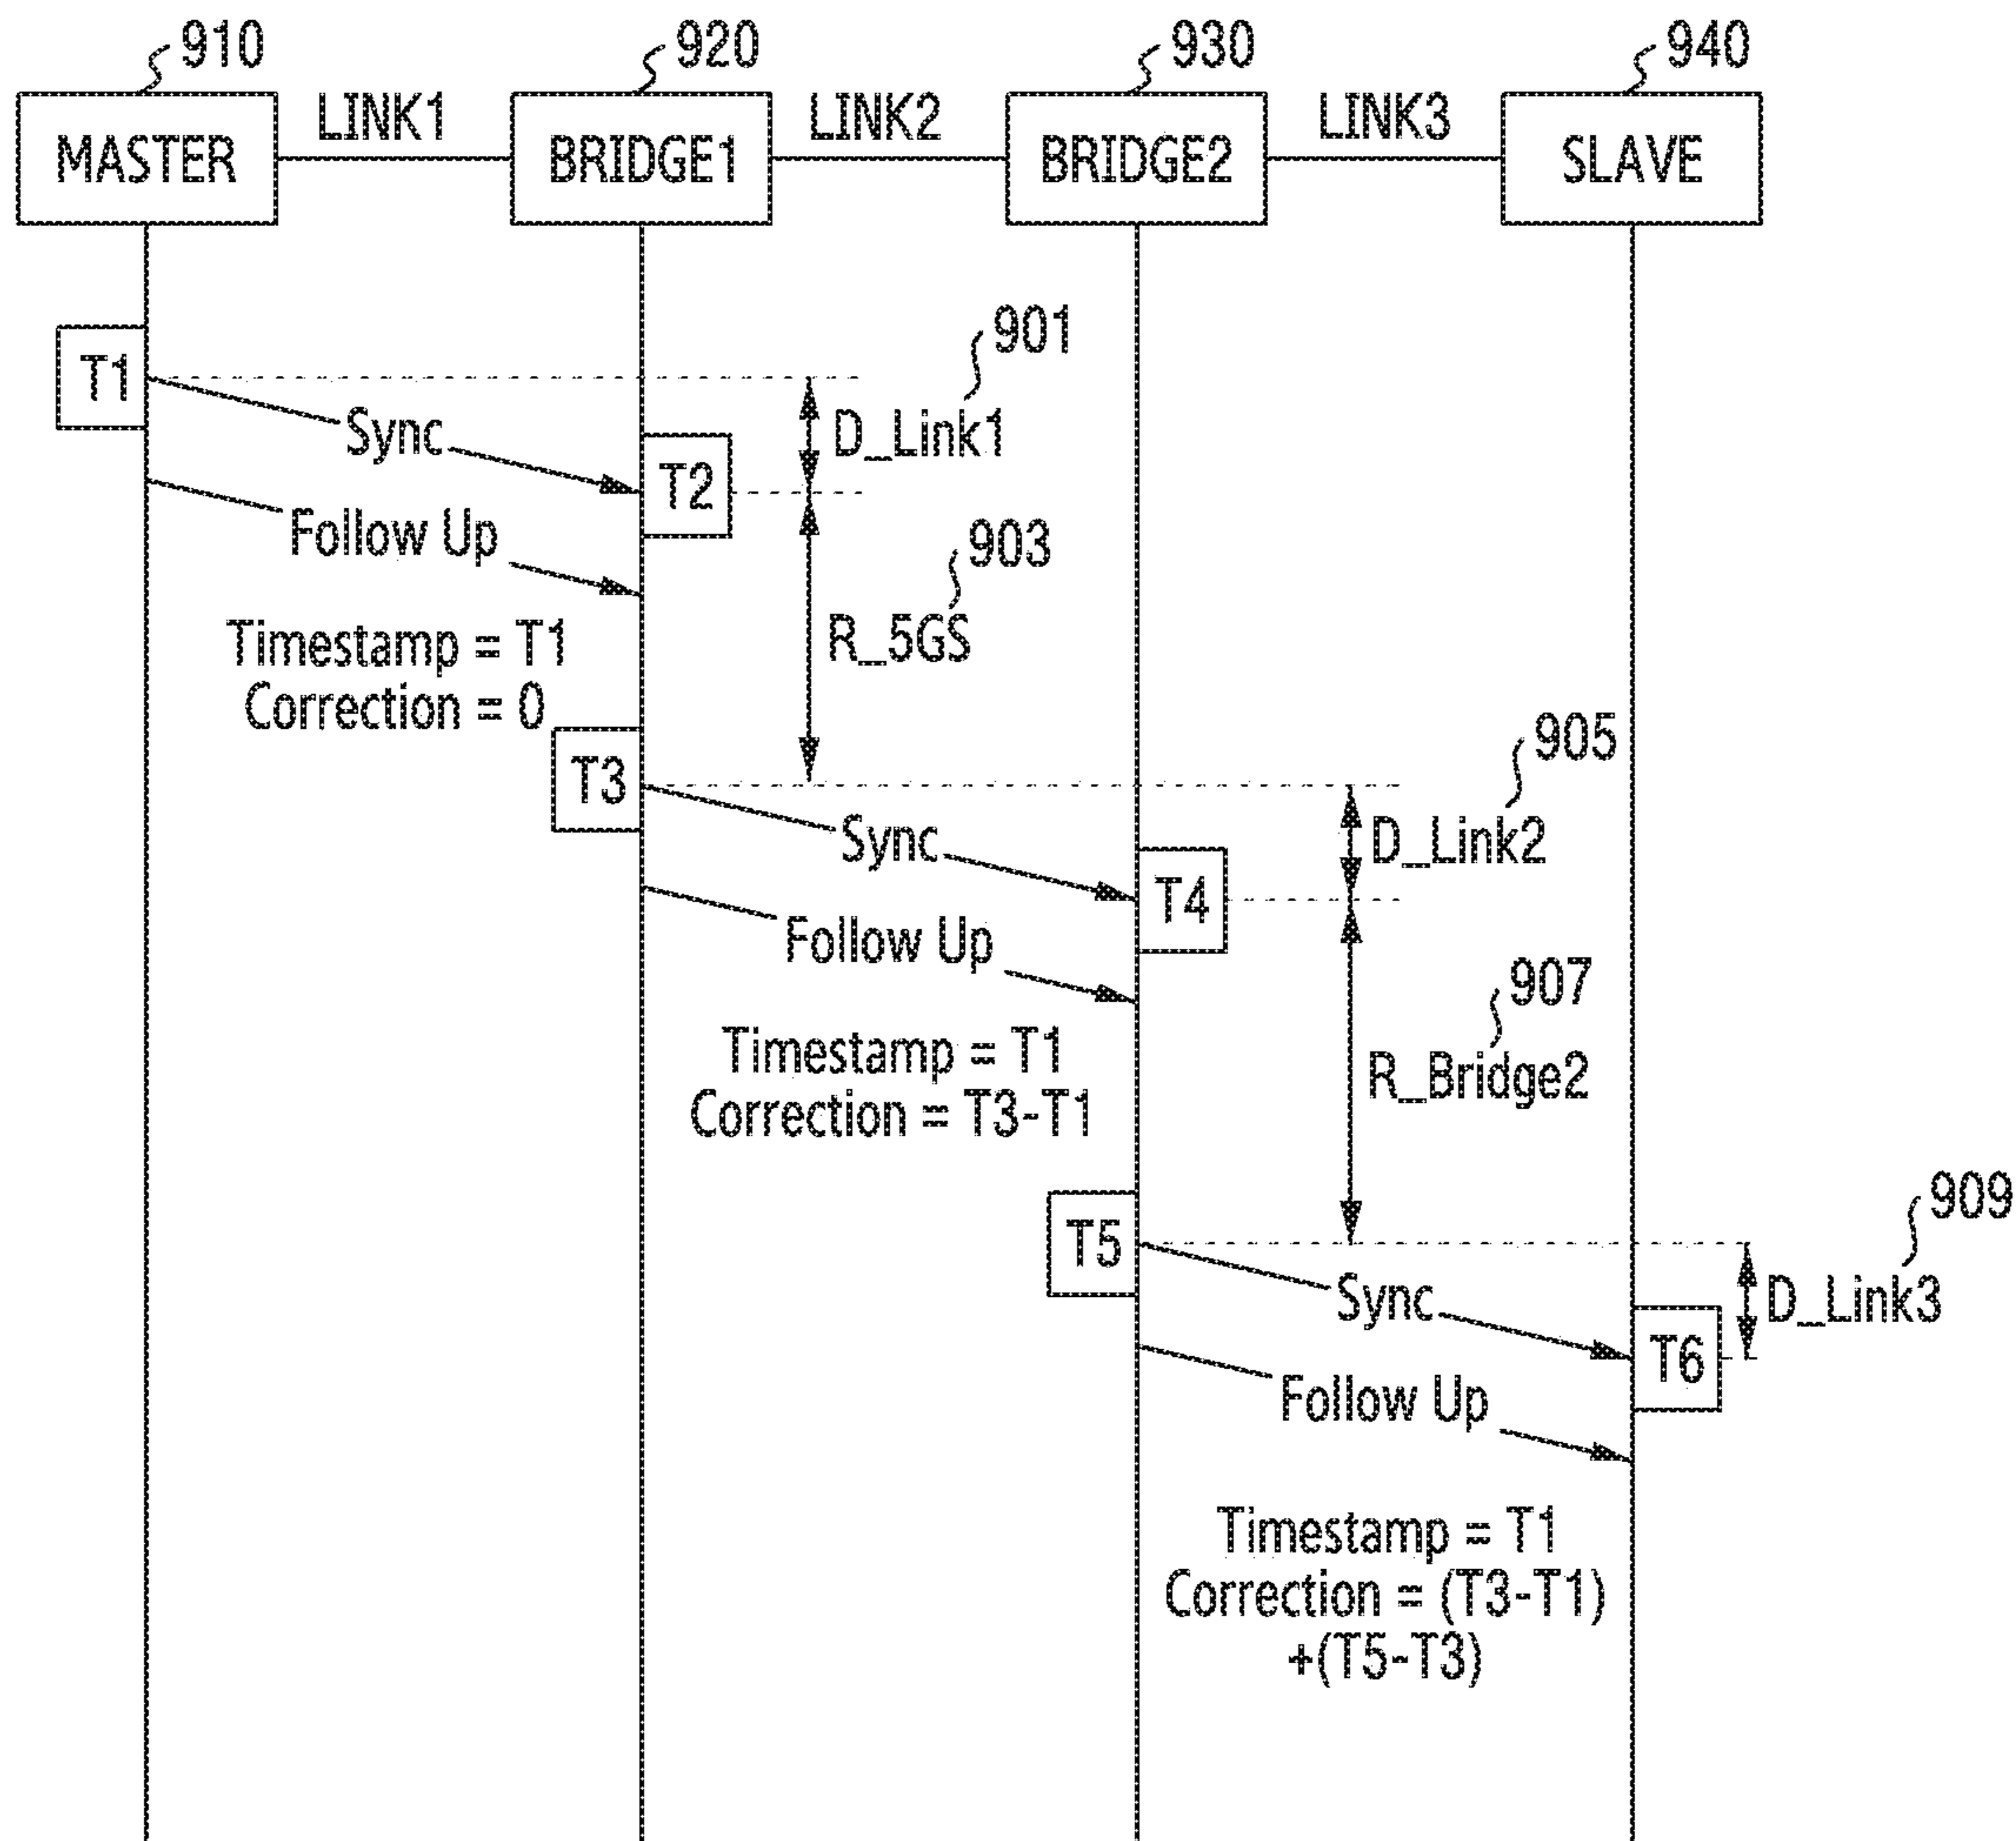 910
920
930
940
MASTER
LINK1
BRIDGE1
LINK2
BRIDGE2
LINK3
SLAVE
901
T1
D_Link1
Sync
T2
903
Follow Up
R_5GS
Timestamp = T1
Correction = 0
905
T3
D_Link2
Sync
T4
Follow Up
907
Timestamp = T1
R_Bridge2
Correction = T3-T1
909
T5
Sync
D_Link3
T6
Follow Up
Timestamp = T1
Correction = (T3-T1)
+(T5-T3)